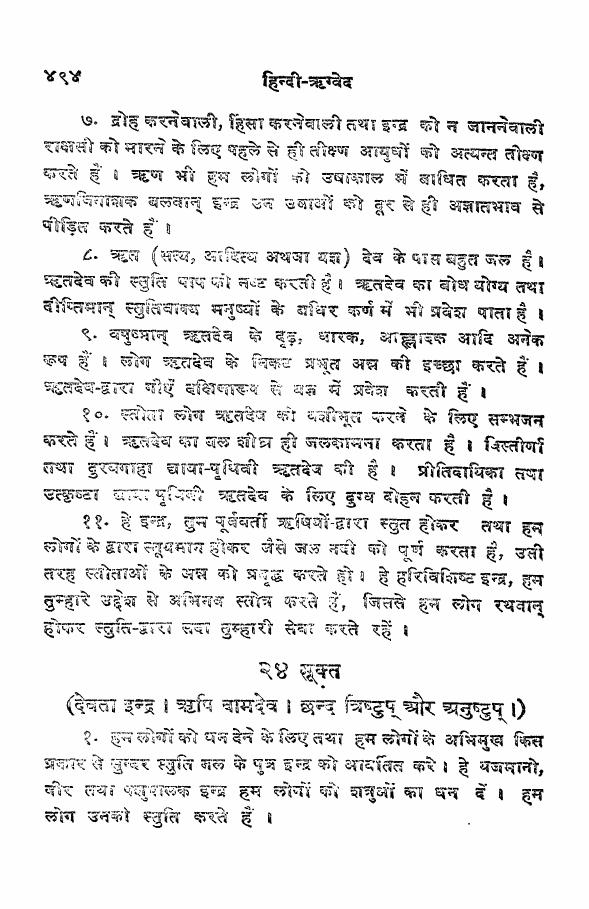 ४९४ हिन्दी-ऋग्वेद
७. द्रोह करनेवाली, हिंसा करनेवाली तथा इन्द्र को न जाननेवाली
राक्षसी को मारने के लिए पहले से ही तीक्ष्ण आयुधों को अत्यन्त तीक्ष्ण
करते हैं । ऋण भी हम लोगों को उषाकाल में बाधित करता है,
ऋणविनाशक बलवान् इन्द्र उन उषाओं को दूर से ही अज्ञातभाव से
पीड़ित करते हैं ।
८. ऋत (सत्य, आदित्य अथवा यज्ञ) देव के पास बहुत जल है।
ऋतदेव की स्तुति पाप को नष्ट करती है। ऋतदेव का बोध योग्य तथा
दीप्तिमान् स्तुतिवाक्य मनुष्यों के बधिर कर्ण में भी प्रवेश पाता है ।
९. वपुष्मान् ऋतदेव के दृढ़, धारक, आह्लादक आदि अनेक
रूप हैं । लोग ऋतदेव के निकट प्रभूत अन्न की इच्छा करते हैं ।
ऋतदेव-द्वारा गौएँ दक्षिणारूप से यज्ञ में प्रवेश करती हैं ।
१०. स्तोता लोग ऋतदेव को वशीभूत करने के लिए सम्भजन
करते हैं। ऋतदेव का बल शीघ्र ही जलकामना करता है । विस्तीर्णा
तथा दुरवगाहा द्यावा-पृथिवी ऋतदेव की है । प्रीतिदायिका तथा
उत्कृष्टा द्यावा पृथिवी ऋतदेव के लिए दुग्ध दोहन करती है ।
११. हे इन्द्र, तुम पूर्ववर्ती ऋषियों-द्वारा स्तुत होकर तथा हम
लोगों के द्वारा स्तूयमान होकर जैसे जल नदी को पूर्ण करता है, उसी
तरह स्तोताओं के अन्न को प्रवृद्ध करते हो। हे हरिविशिष्ट इन्द्र, हम
तुम्हारे उद्देश से अभिनव स्तोत्र करते हैं, जिससे हम लोग रथवान्
होकर स्तुति-द्वारा सदा तुम्हारी सेवा करते रहें ।
२४ सूक्त
(देवता इन्द्र । ऋषि वामदेव । छन्द त्रिष्टुप् और अनुष्टुप् ।)
१. हम लोगों को धन देने के लिए तथा हम लोगों के अभिमुख किस
प्रकार से सुन्दर स्तुति बल के पुत्र इन्द्र को आवर्तित करे। हे यजमानो,
वीर तथा पशुपालक इन्द्र हम लोगों को शत्रुओं का धन दें । हम
लोग उनकी स्तुति करते हैं ।